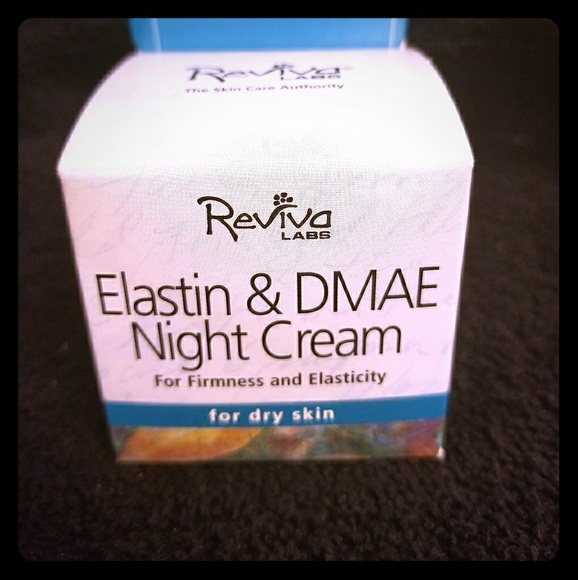 Reviva
LABS
The Skin Care Authority
Reviva
LABS
Elastin & DMAE
Night Cream
For Firmness and Elasticity
for dry skin